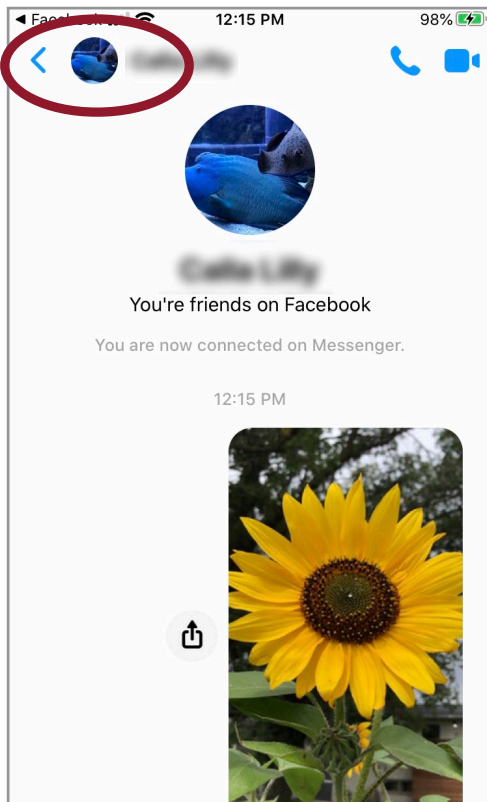 12:15 PM
98%
You're friends on Facebook
You are now connected on Messenger.
12:15 PM